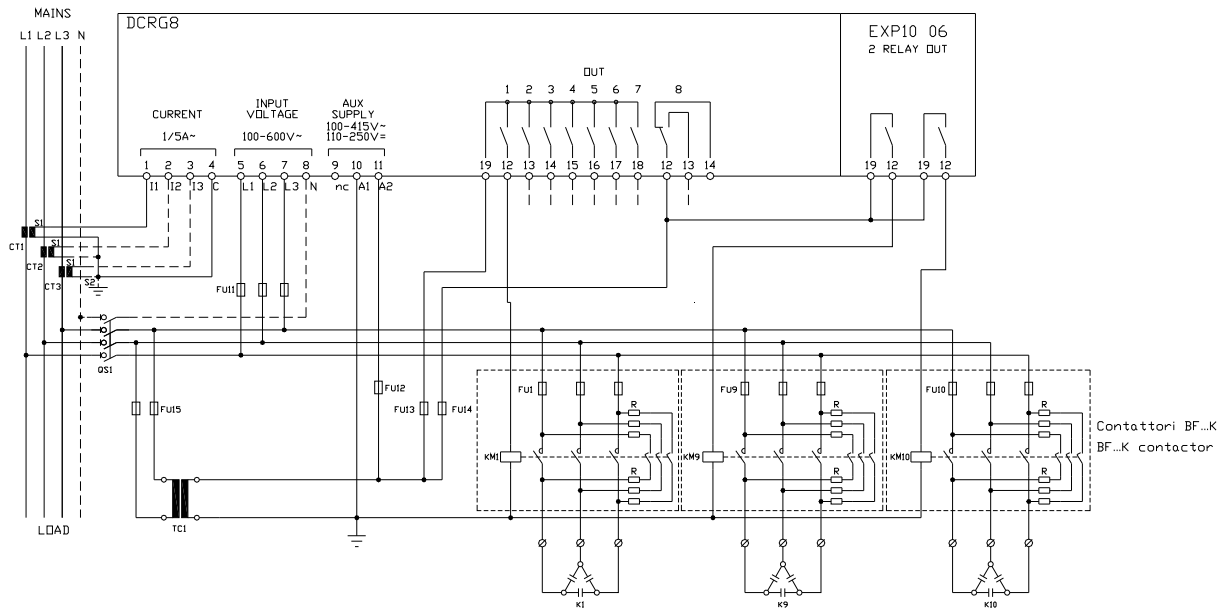 MAINS
L1 L2 L3 N
DCRG8
EXP10 06
2 RELAY OUT
OUT
1 2 3 4 5 6 7 8
CURRENT
1/5A~
INPUT
VOLTAGE
100-600V~
AUX
SUPPLY
100-415V~
110-250V=
1 2 3 4 5 6 7 8 9 10 11 19 12 13 14 15 16 17 18 12 13 14 19 12 19 12
I1 I2 I3 C L1 L2 L3 N nc A1 A2
S1
CT1
S1
CT2
S1
CT3
S2
FU11
QS1
FU15
FU12
FU13
FU14
TC1
FU1
R
KM1
R
K1
FU9
R
KM9
R
K9
FU10
R
KM10
R
K10
Contattori BF...K
BF...K contactor
LOAD